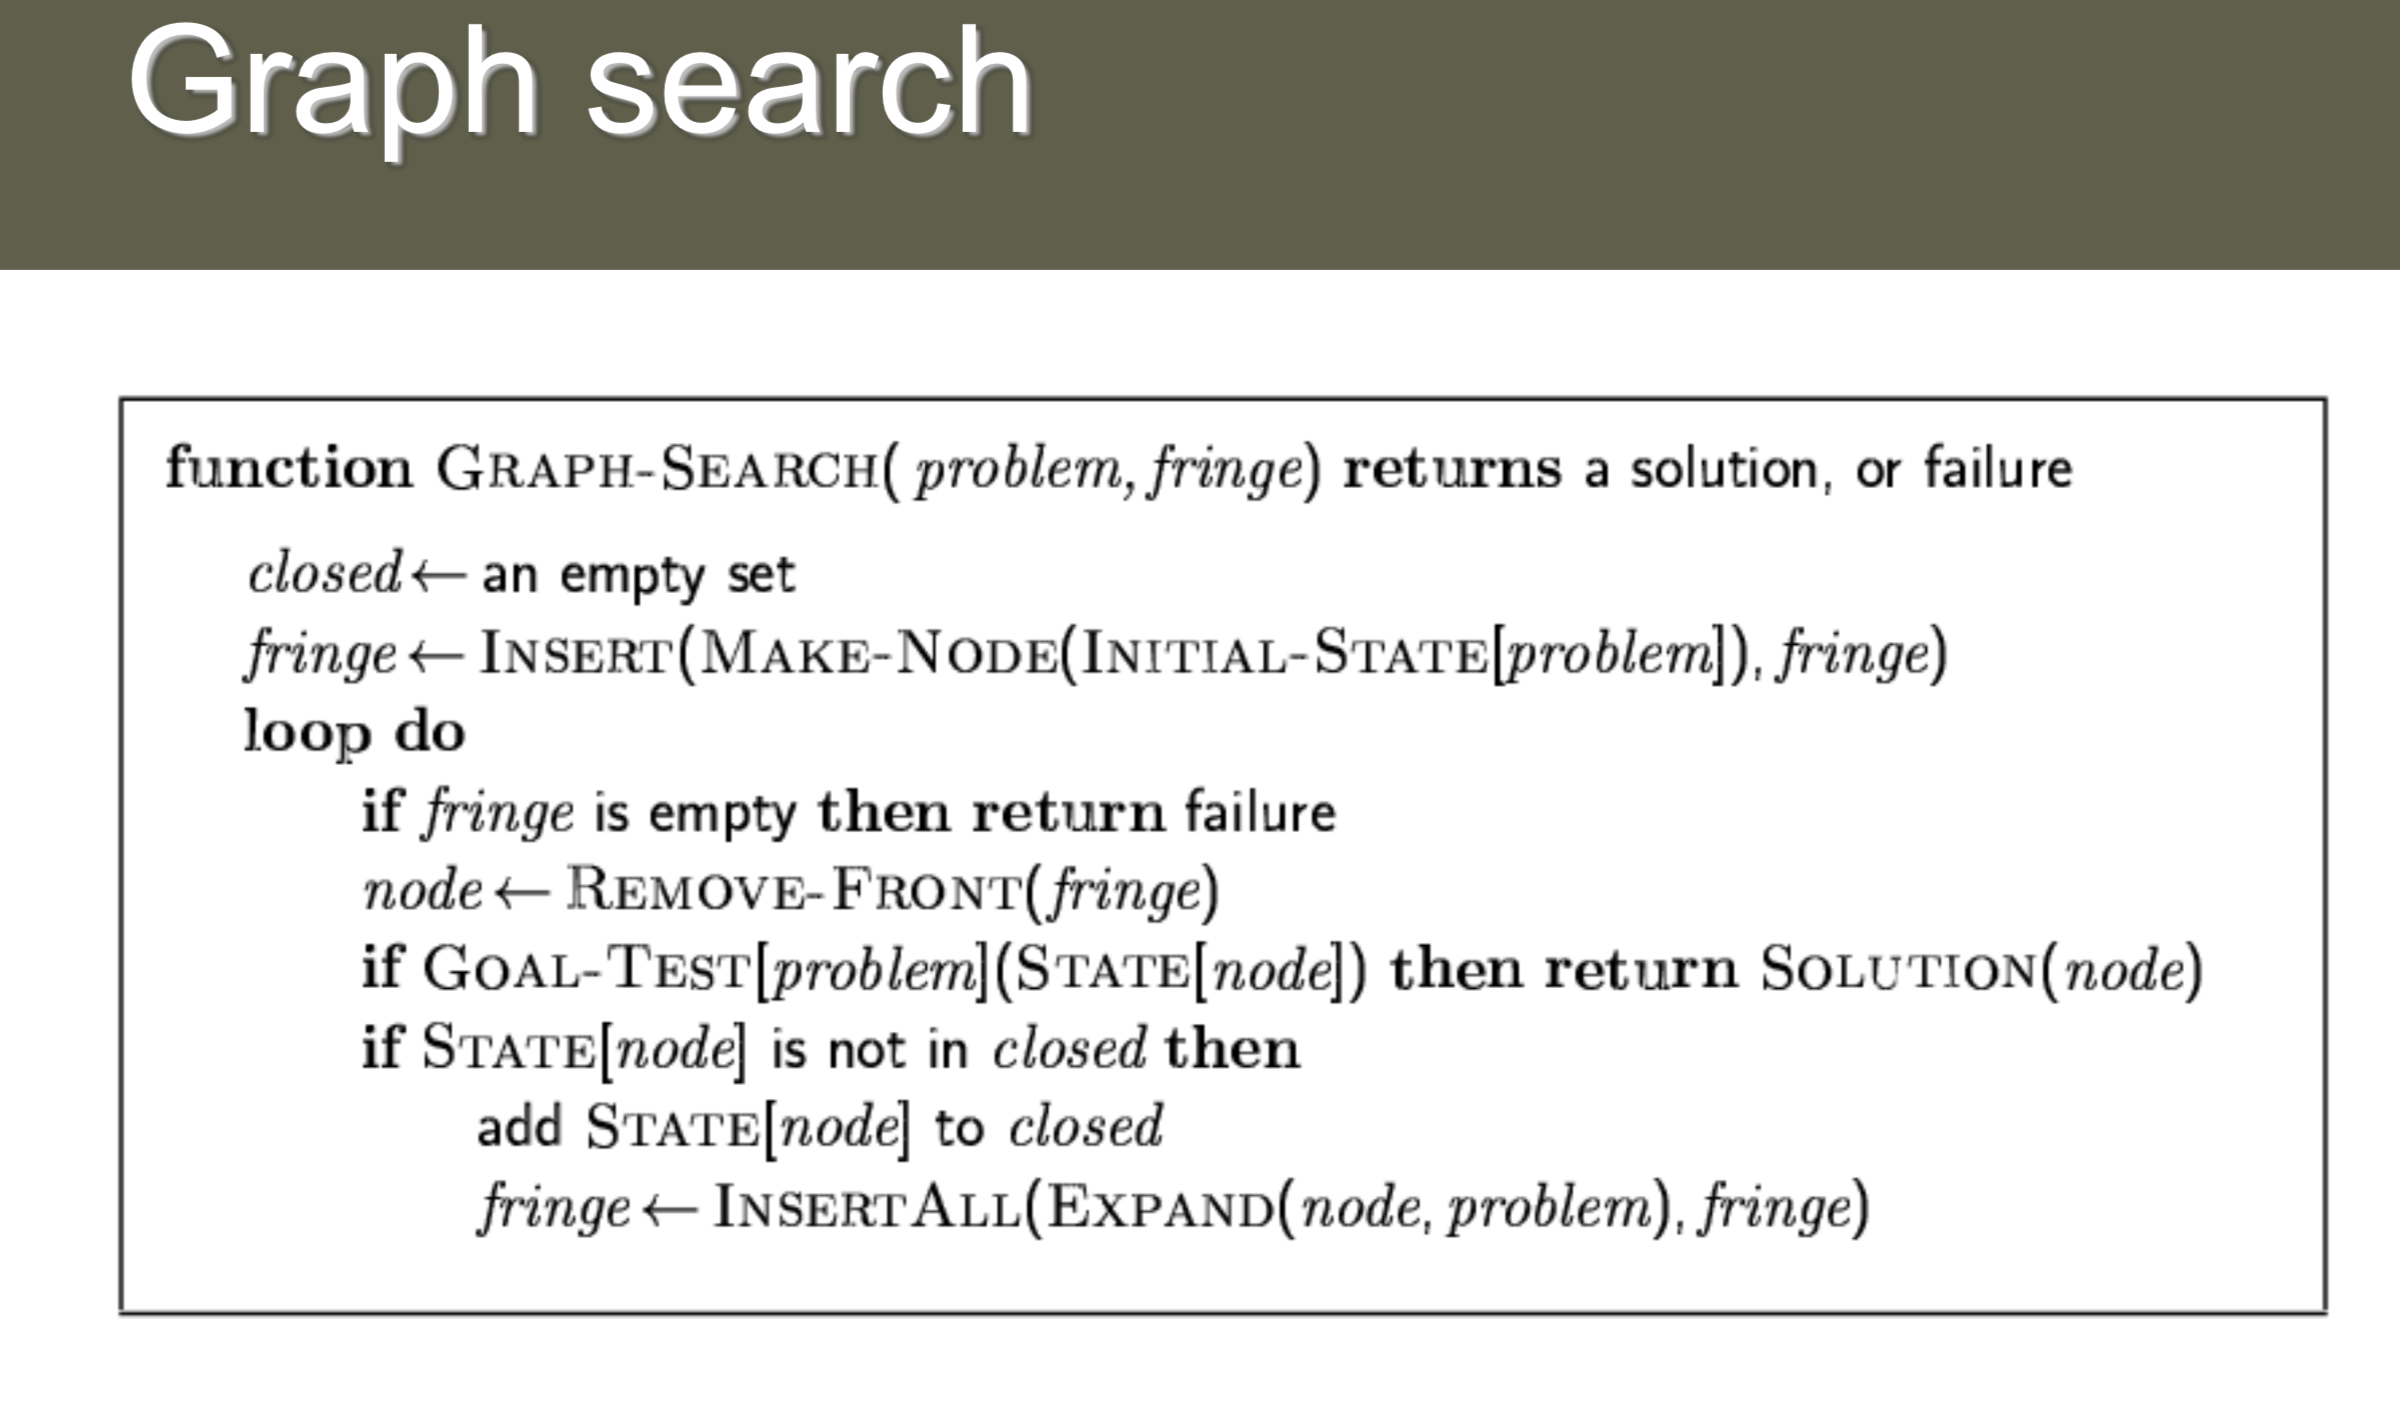 Graph search
function GRAPH-SEARCH( problem, fringe) returns a solution, or failure
closed ← an empty set
fringe ← INSERT(MAKE-NODE(INITIAL-STATE[problem]), fringe)
loop do
if fringe is empty then return failure
node ← REMOVE-FRONT(fringe)
if GOAL-TEST[problem](STATE[node]) then return SOLUTION(node)
if STATE[node] is not in closed then
add STATE[node] to closed
fringe ← INSERTALL(EXPAND(node, problem), fringe)